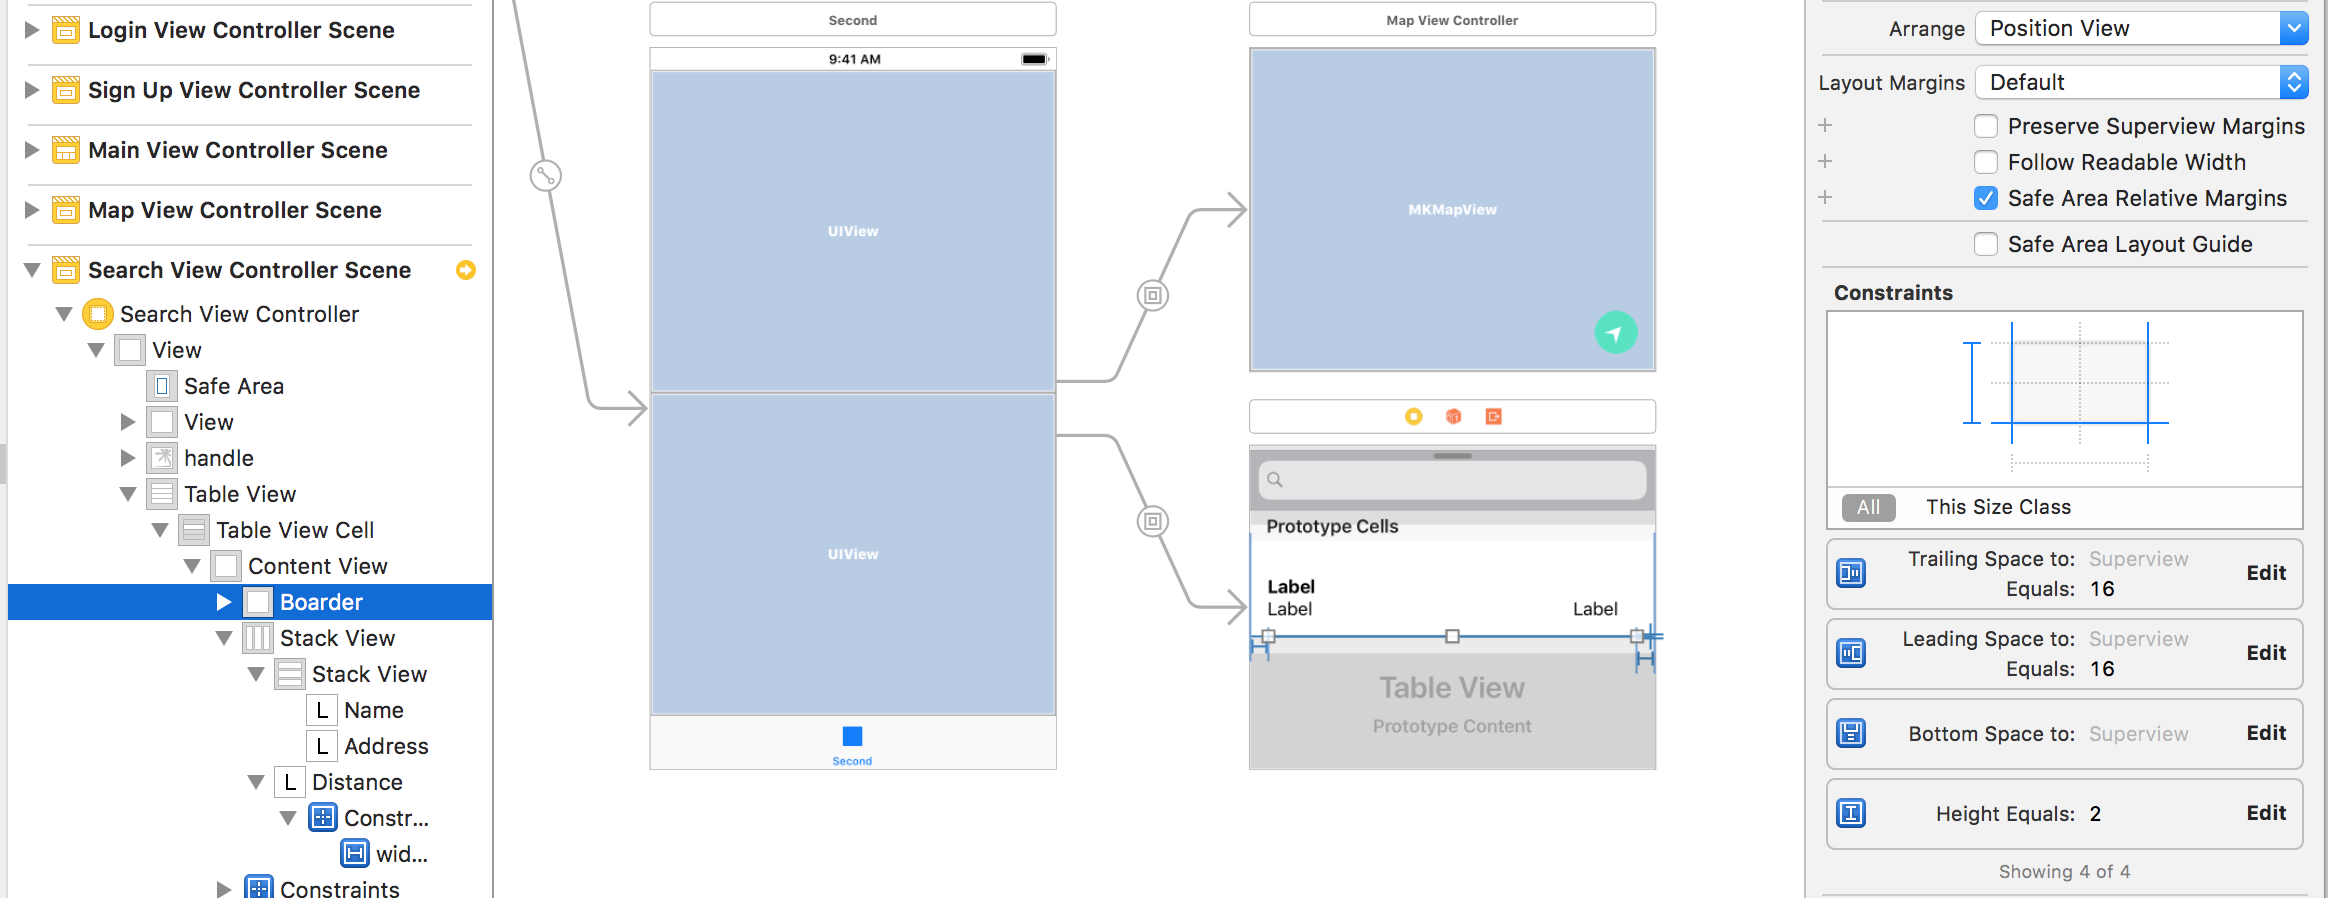 Login View Controller Scene
Sign Up View Controller Scene
Main View Controller Scene
Map View Controller Scene
Search View Controller Scene
Search View Controller
View
Safe Area
View
handle
Table View
Table View Cell
Content View
Boarder
Stack View
Stack View
L Name
L Address
L Distance
Constr...
wid...
Constraints
Second
9:41 AM
UIView
UIView
Second
Map View Controller
MKMapView
Prototype Cells
Label
Label Label
Table View
Prototype Content
Arrange Position View
Layout Margins Default
Preserve Superview Margins
Follow Readable Width
Safe Area Relative Margins
Safe Area Layout Guide
Constraints
All This Size Class
Trailing Space to: Superview
Equals: 16
Edit
Leading Space to: Superview
Equals: 16
Edit
Bottom Space to: Superview Edit
Height Equals: 2 Edit
Showing 4 of 4